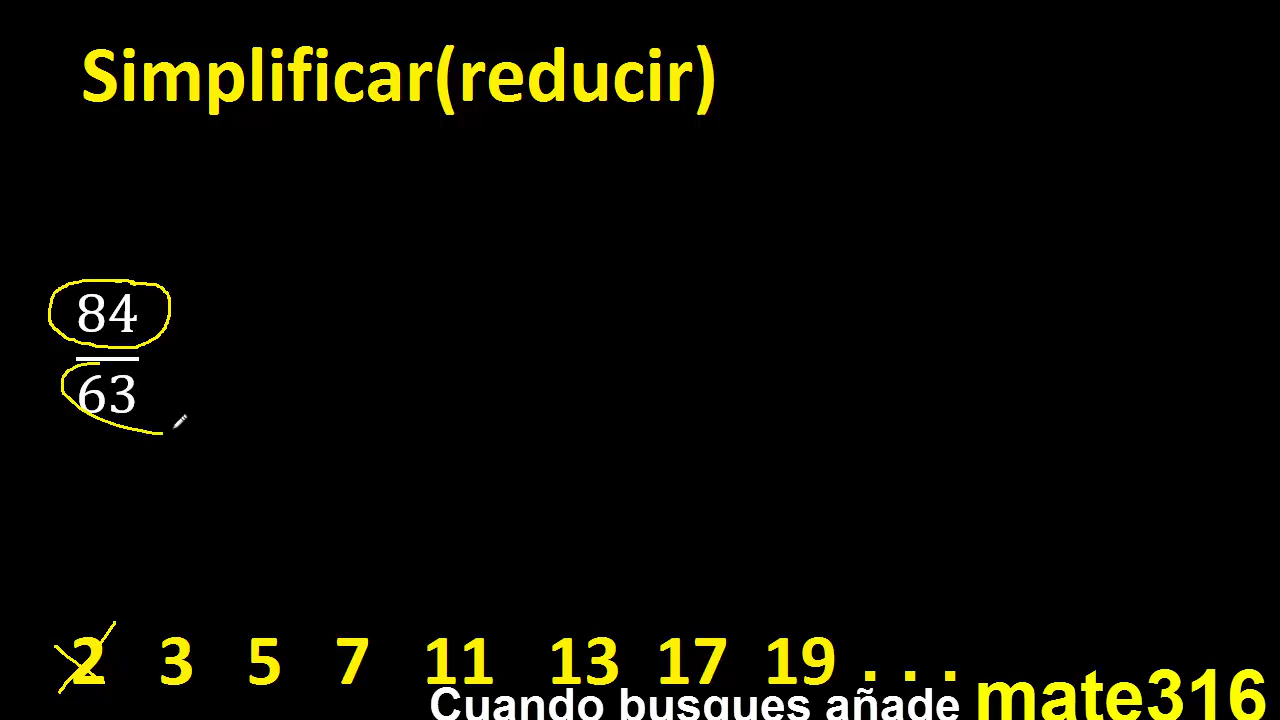 Simplificar(reducir)
84
63
2 3 5 7 11 13 17 19 . . .
Cuando busques añade mate316